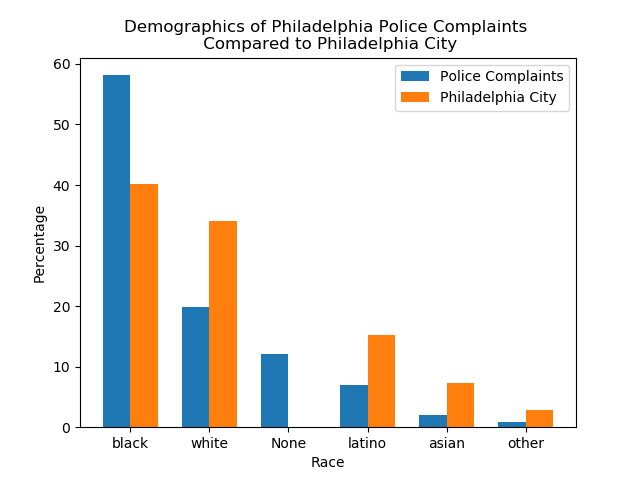 Demographics of Philadelphia Police Complaints
Compared to Philadelphia City
Police Complaints
Philadelphia City
60
50
40
30
20
10
0
Percentage
black white None latino asian other
Race